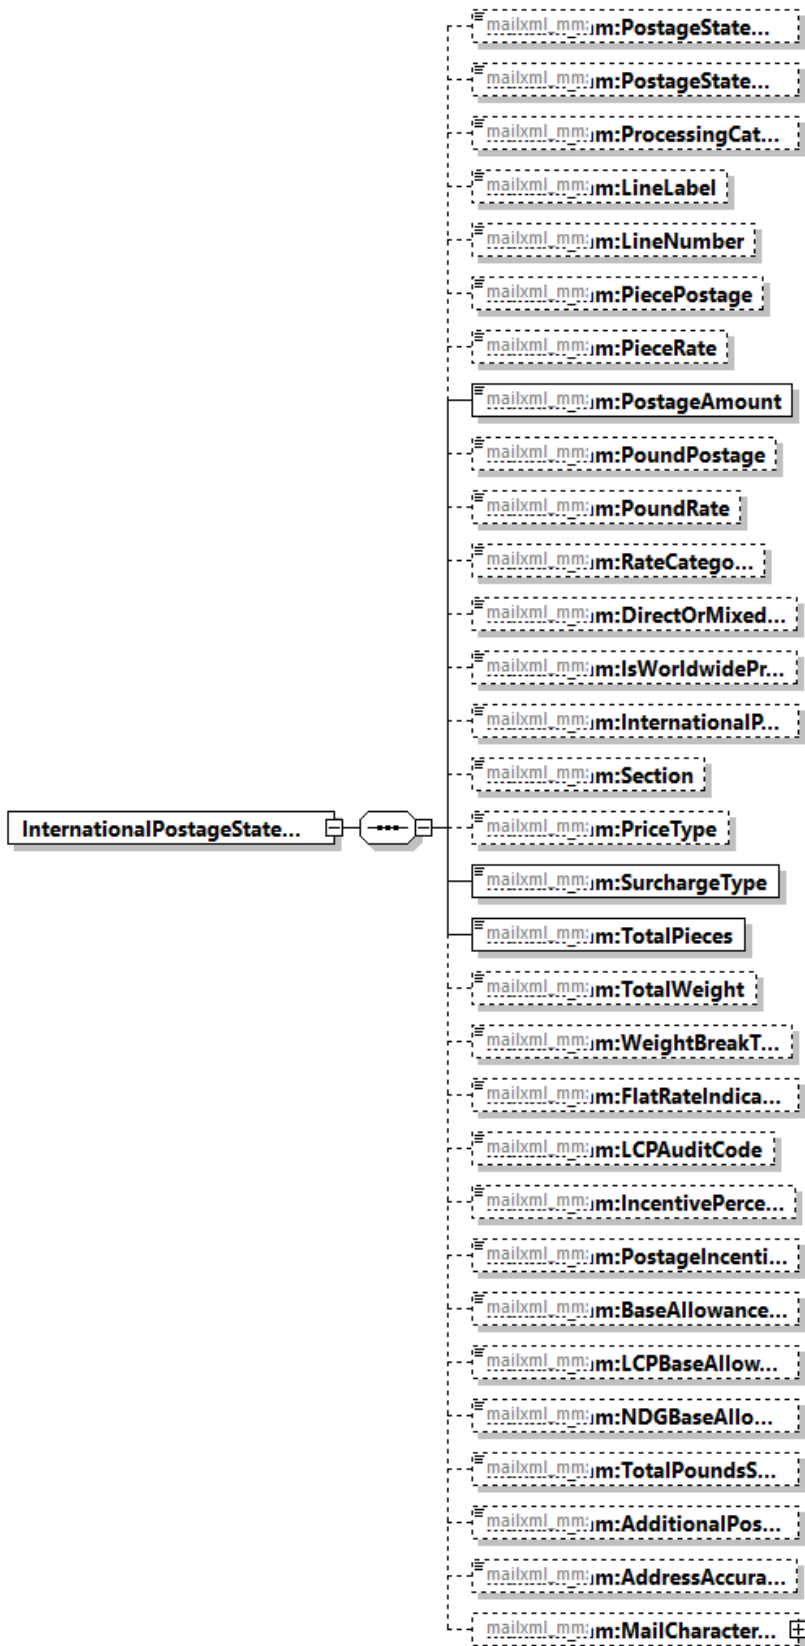 mailxml_mm:m:PostageState...
mailxml_mm:m:PostageState...
mailxml_mm:m:ProcessingCat...
mailxml_mm:m:LineLabel
mailxml_mm:m:LineNumber
mailxml_mm:m:PiecePostage
mailxml_mm:m:PieceRate
mailxml_mm:m:PostageAmount
mailxml_mm:m:PoundPostage
mailxml_mm:m:PoundRate
mailxml_mm:m:RateCatego...
mailxml_mm:m:DirectOrMixed...
mailxml_mm:m:IsWorldwidePr...
mailxml_mm:m:InternationalP...
mailxml_mm:m:Section
InternationalPostageState...
mailxml_mm:m:PriceType
mailxml_mm:m:SurchargeType
mailxml_mm:m:TotalPieces
mailxml_mm:m:TotalWeight
mailxml_mm:m:WeightBreakT...
mailxml_mm:m:FlatRateIndica...
mailxml_mm:m:LCPAuditCode
mailxml_mm:m:IncentivePerce...
mailxml_mm:m:PostageIncenti...
mailxml_mm:m:BaseAllowance...
mailxml_mm:m:LCPBaseAllow...
mailxml_mm:m:NDGBaseAllo...
mailxml_mm:m:TotalPoundsS...
mailxml_mm:m:AdditionalPos...
mailxml_mm:m:AddressAccura...
mailxml_mm:m:MailCharacter...